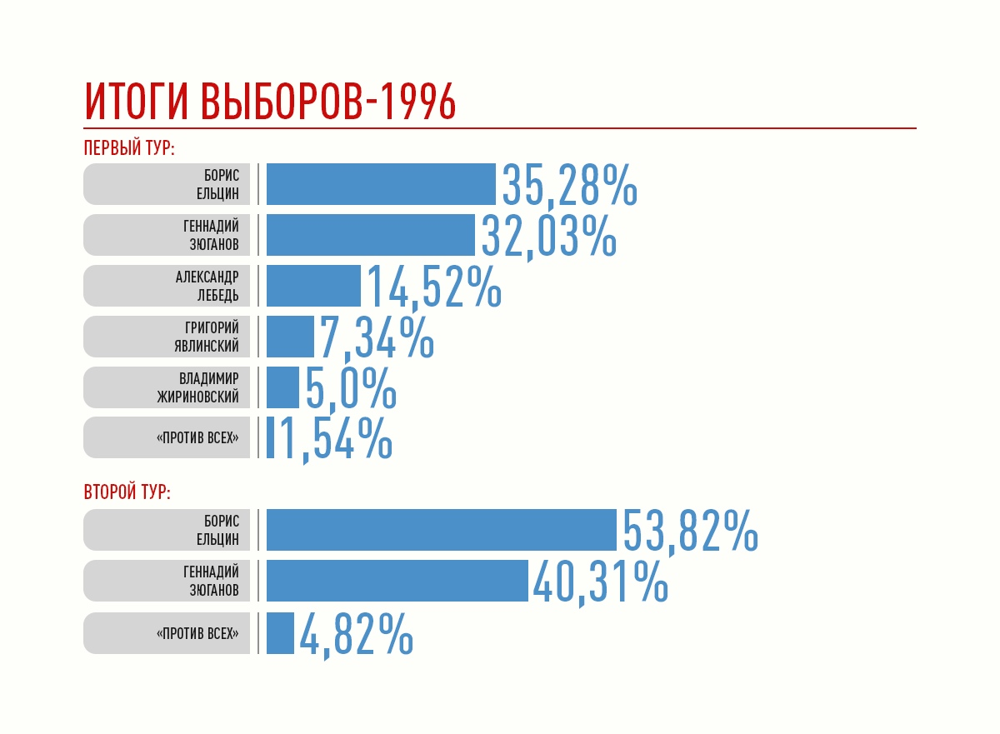 ИТОГИ ВЫБОРОВ-1996
ПЕРВЫЙ ТУР:
БОРИС
ЕЛЬЦИН
35,28%
ГЕННАДИЙ
ЗЮГАНОВ
32,03%
АЛЕКСАНДР
ЛЕБЕДЬ
14,52%
ГРИГОРИЙ
ЯВЛИНСКИЙ
7,34%
ВЛАДИМИР
ЖИРИНОВСКИЙ
5,0%
«ПРОТИВ ВСЕХ»
1,54%
ВТОРОЙ ТУР:
БОРИС
ЕЛЬЦИН
53,82%
ГЕННАДИЙ
ЗЮГАНОВ
40,31%
«ПРОТИВ ВСЕХ»
4,82%